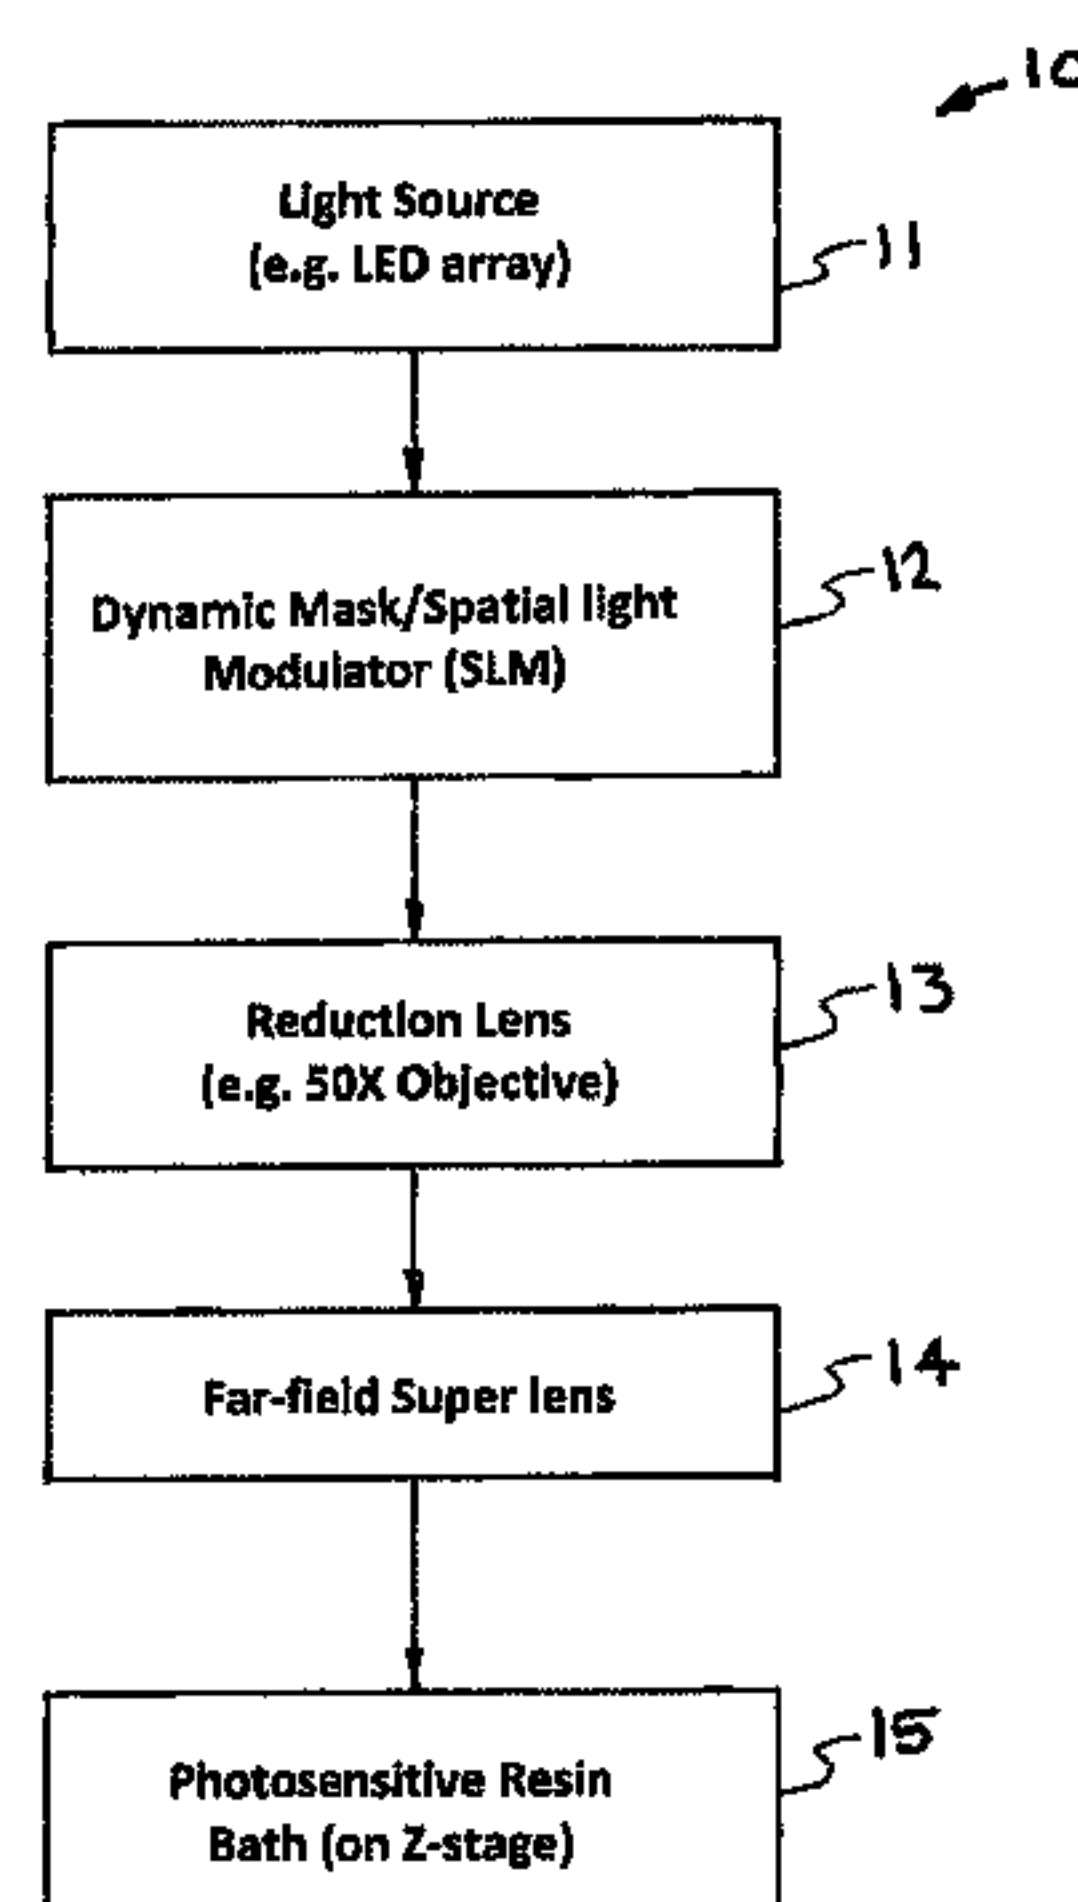 10
Light Source
(e.g. LED array)
11
Dynamic Mask/Spatial light
Modulator (SLM)
12
Reduction Lens
(e.g. 50X Objective)
13
Far-field Super lens
14
Photosensitive Resin
Bath (on Z-stage)
15